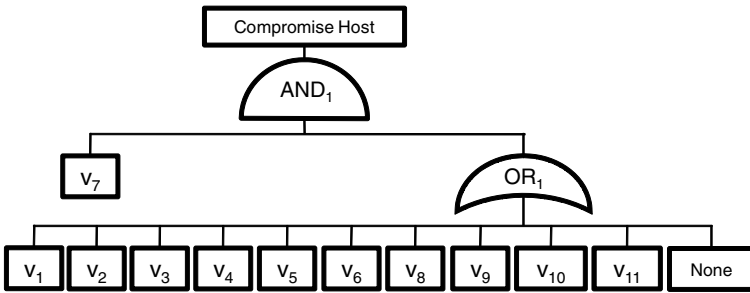 Compromise Host
AND₁
v₇
OR₁
v₁ v₂ v₃ v₄ v₅ v₆ v₈ v₉ v₁₀ v₁₁ None